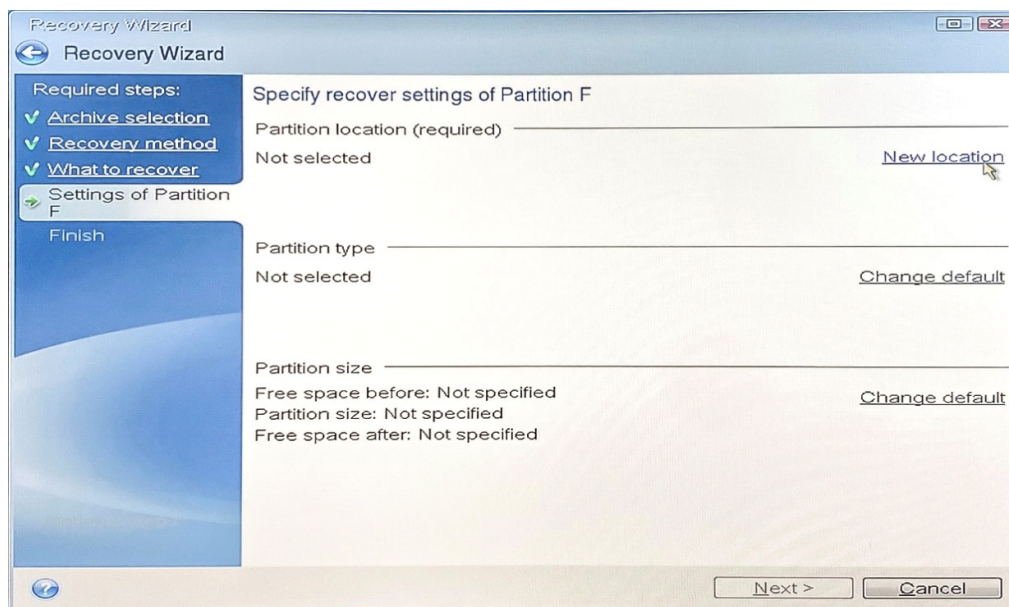 Recovery Wizard
Recovery Wizard
Required steps:
Archive selection
Recovery method
What to recover
Settings of Partition
F
Finish
Specify recover settings of Partition F
Partition location (required)
Not selected
New location
Partition type
Not selected
Change default
Partition size
Free space before: Not specified
Change default
Partition size: Not specified
Free space after: Not specified
Next >
Cancel